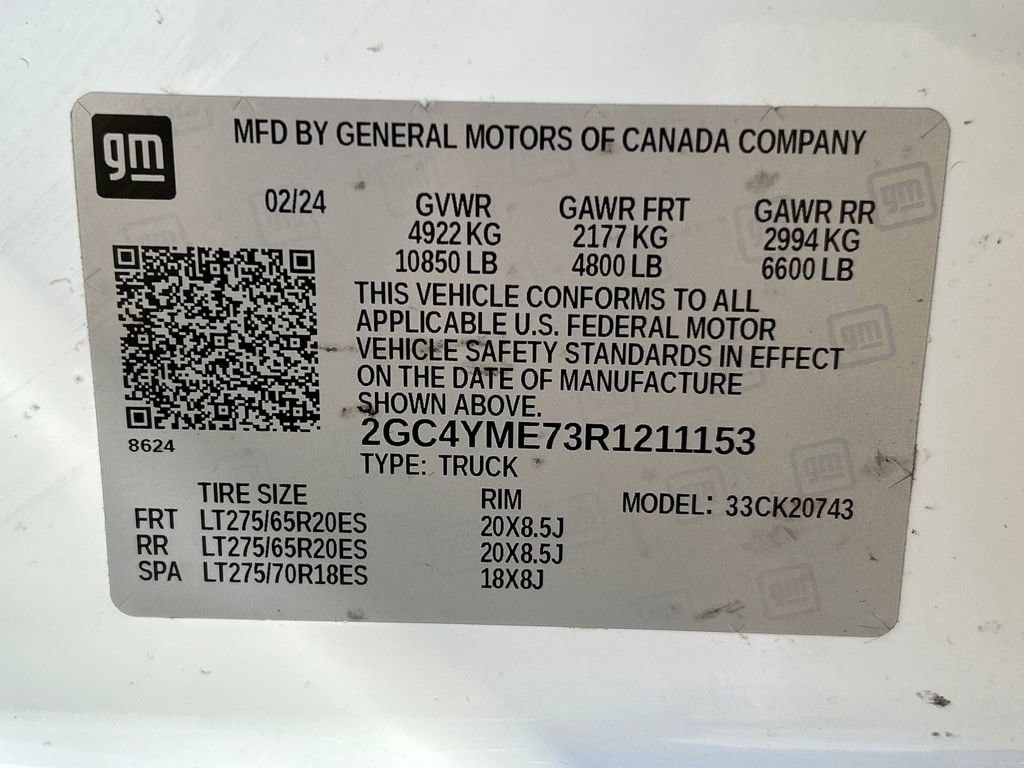 gm
MFD BY GENERAL MOTORS OF CANADA COMPANY
02/24 GVWR GAWR FRT GAWR RR
4922 KG 2177 KG 2994 KG
10850 LB 4800 LB 6600 LB
THIS VEHICLE CONFORMS TO ALL
APPLICABLE U.S. FEDERAL MOTOR
VEHICLE SAFETY STANDARDS IN EFFECT
ON THE DATE OF MANUFACTURE
SHOWN ABOVE.
8624
2GC4YME73R1211153
TYPE: TRUCK
TIRE SIZE RIM MODEL: 33CK20743
FRT LT275/65R20ES 20X8.5J
RR LT275/65R20ES 20X8.5J
SPA LT275/70R18ES 18X8J